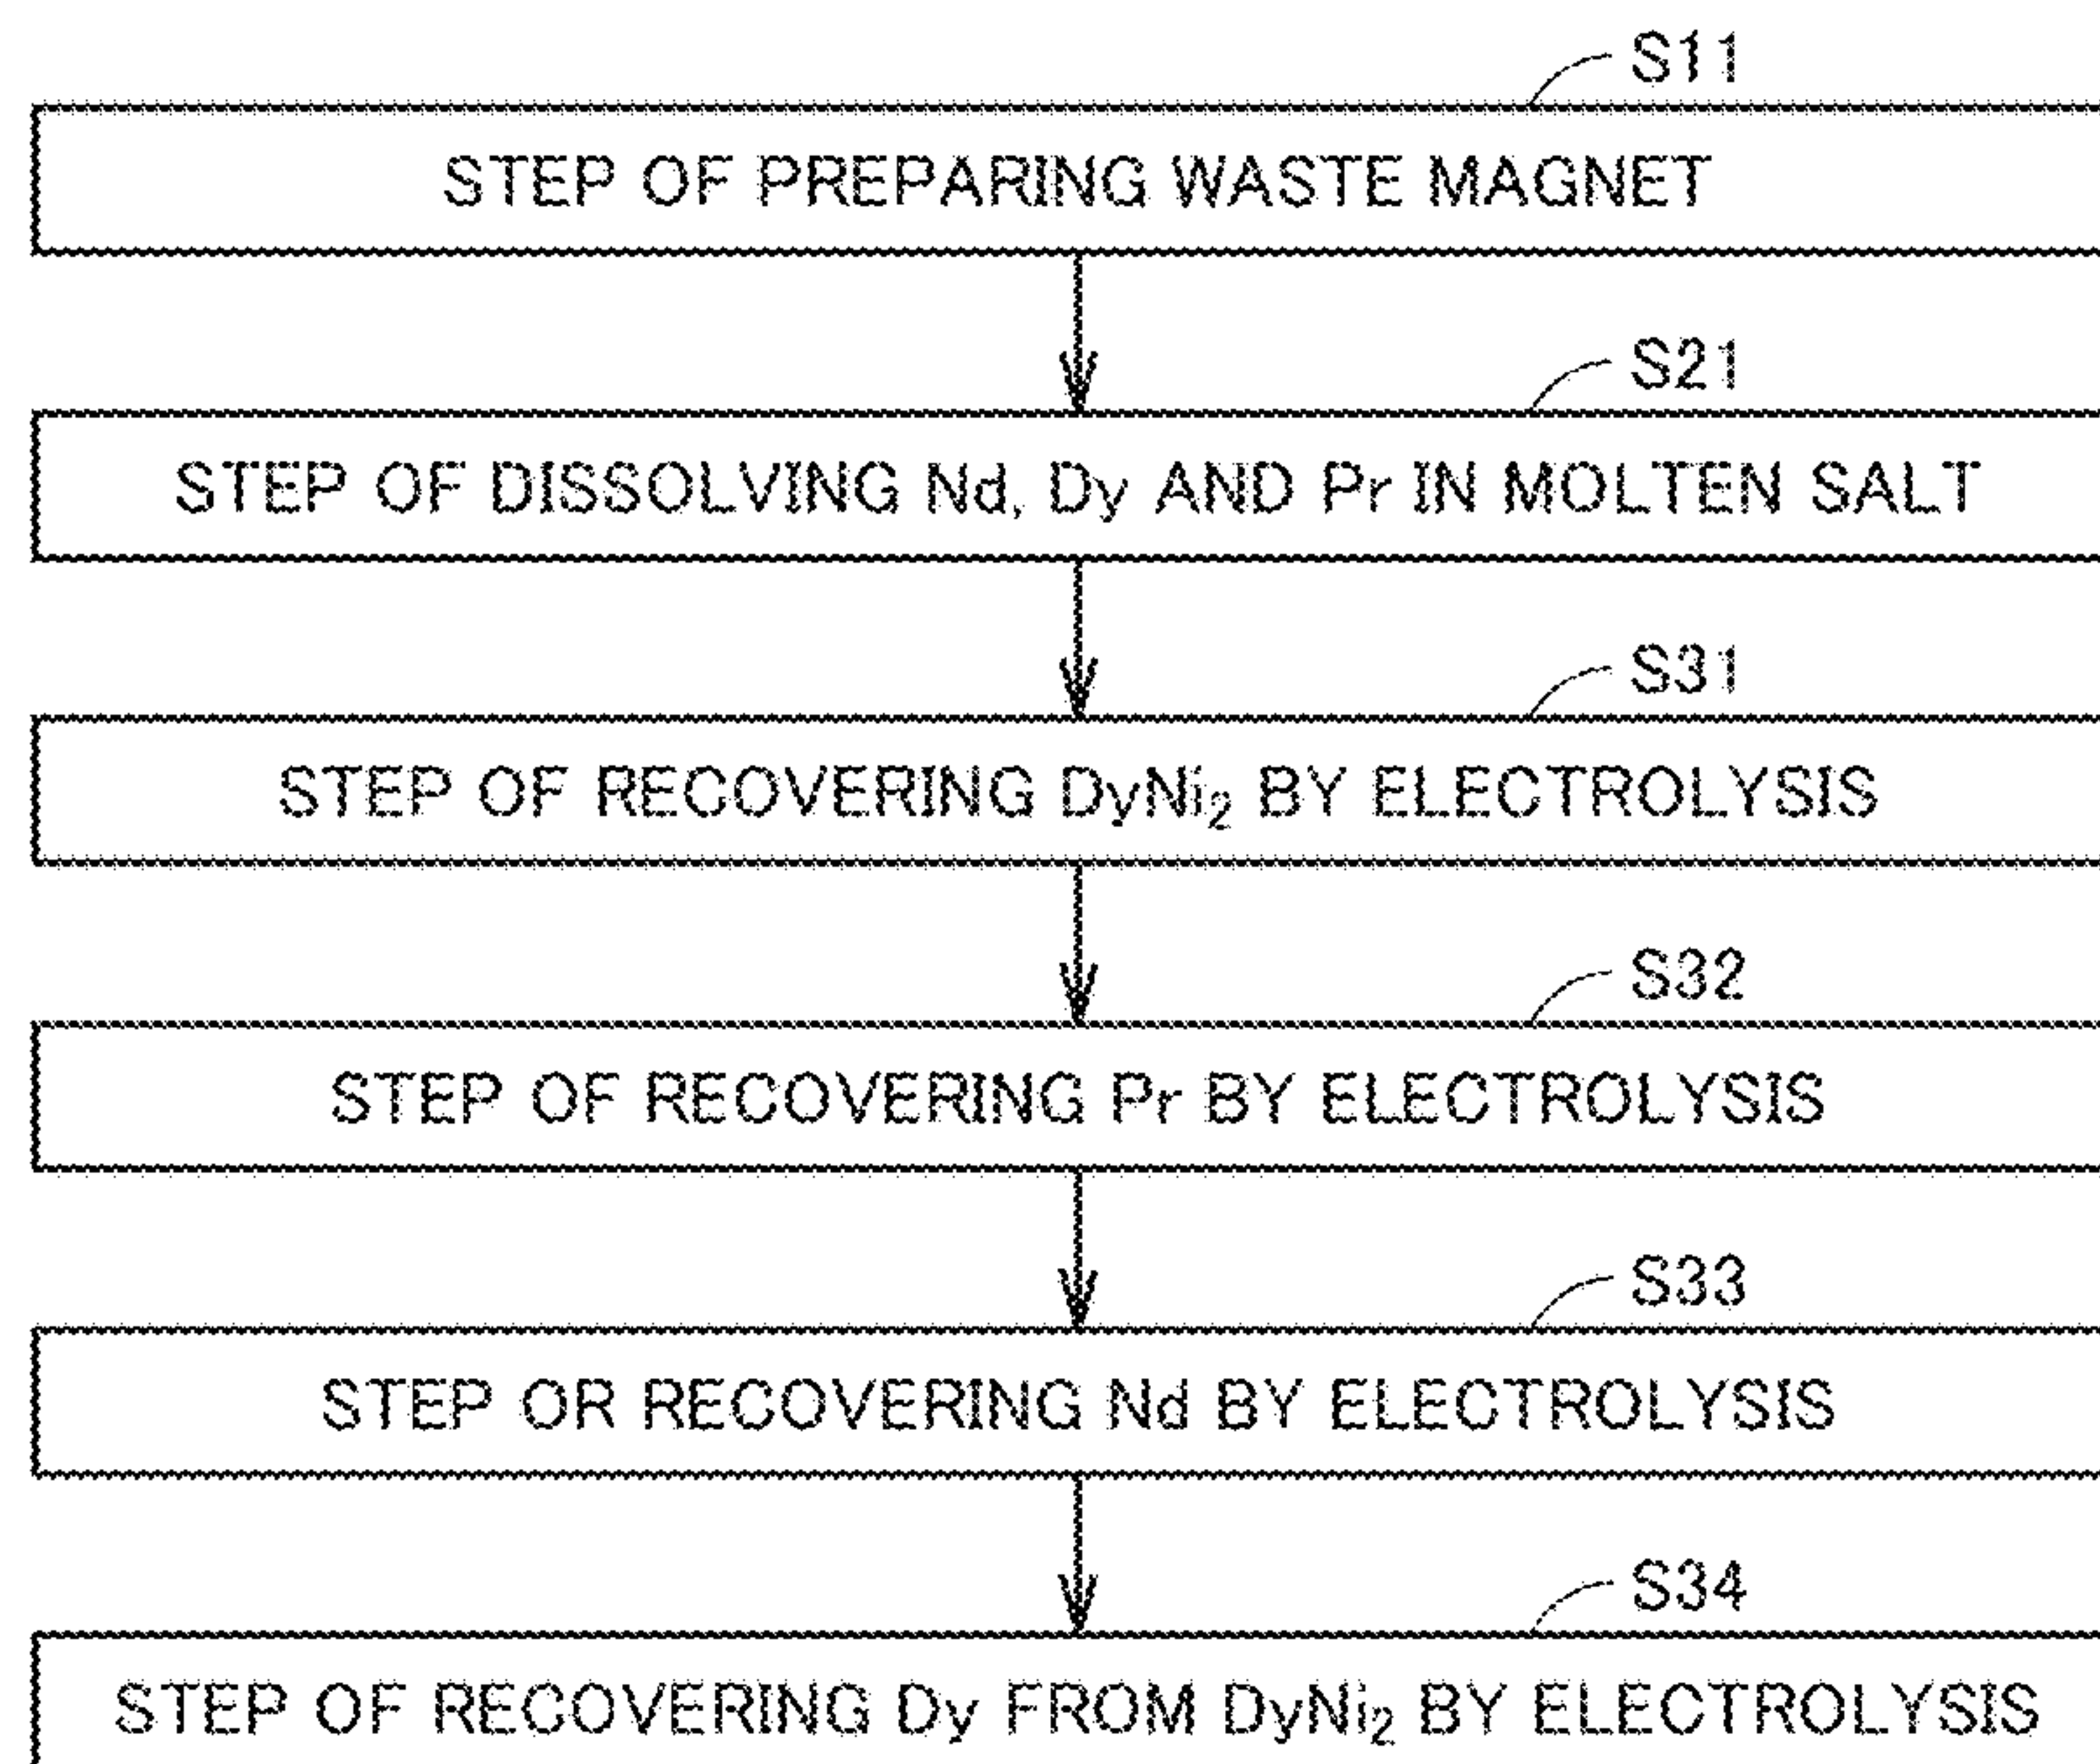 S11
STEP OF PREPARING WASTE MAGNET
S21
STEP OF DISSOLVING Nd, Dy AND Pr IN MOLTEN SALT
S31
STEP OF RECOVERING DyNi₂ BY ELECTROLYSIS
S32
STEP OF RECOVERING Pr BY ELECTROLYSIS
S33
STEP OR RECOVERING Nd BY ELECTROLYSIS
S34
STEP OF RECOVERING Dy FROM DyNi₂ BY ELECTROLYSIS